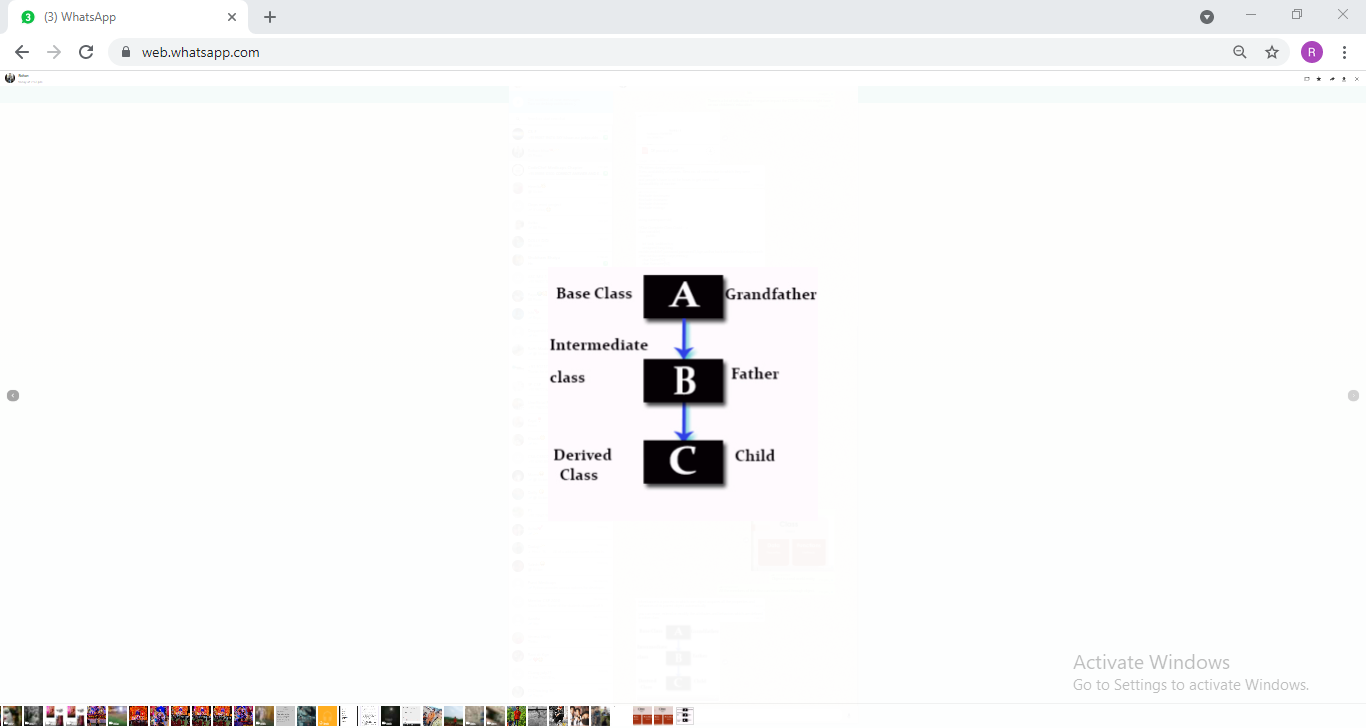 3 (3) WhatsApp
web.whatsapp.com
R
Base Class
A
Grandfather
Intermediate
class
B
Father
Derived
Class
C
Child
Activate Windows
Go to Settings to activate Windows.